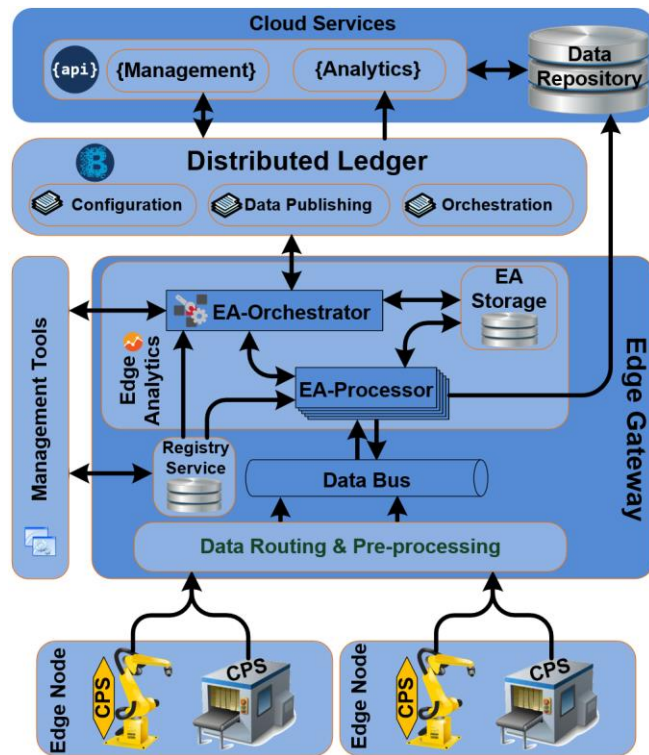 Cloud Services
{api}
{Management}
{Analytics}
Data
Repository
Distributed Ledger
Configuration
Data Publishing
Orchestration
Management Tools
EA-Orchestrator
EA
Storage
Edge
Analytics
EA-Processor
Edge Gateway
Registry
Service
Data Bus
Data Routing & Pre-processing
Edge Node
CPS
CPS
Edge Node
CPS
CPS